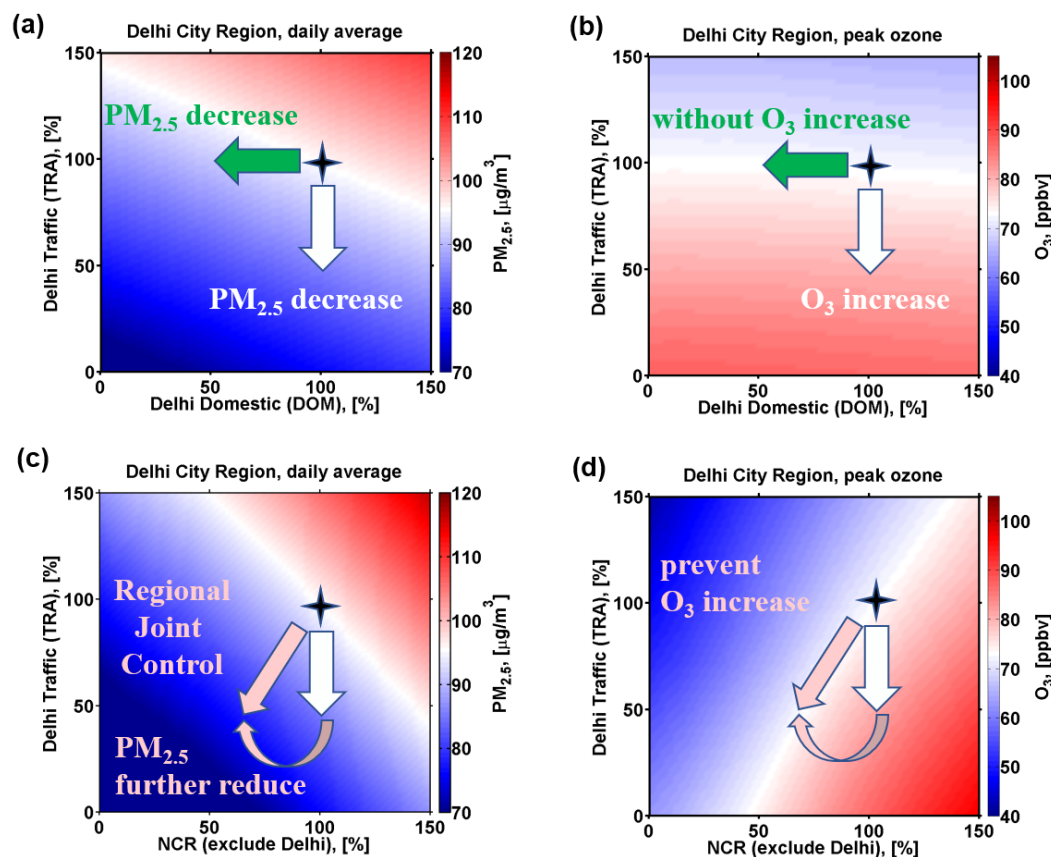 (a)
Delhi City Region, daily average
150
100
50
0
0
50
100
150
Delhi Traffic (TRA), [%]
Delhi Domestic (DOM), [%]
PM2.5 decrease
PM2.5 decrease
120
110
100
90
80
70
PM2.5, [μg/m3]
(b)
Delhi City Region, peak ozone
150
100
50
0
0
50
100
150
Delhi Traffic (TRA), [%]
Delhi Domestic (DOM), [%]
without O3 increase
O3 increase
100
90
80
70
60
50
40
O3, [ppbv]
(c)
Delhi City Region, daily average
150
100
50
0
0
50
100
150
Delhi Traffic (TRA), [%]
NCR (exclude Delhi), [%]
Regional
Joint
Control
PM2.5
further reduce
120
110
100
90
80
70
PM2.5, [μg/m3]
(d)
Delhi City Region, peak ozone
150
100
50
0
0
50
100
150
Delhi Traffic (TRA), [%]
NCR (exclude Delhi), [%]
prevent
O3 increase
100
90
80
70
60
50
40
O3, [ppbv]